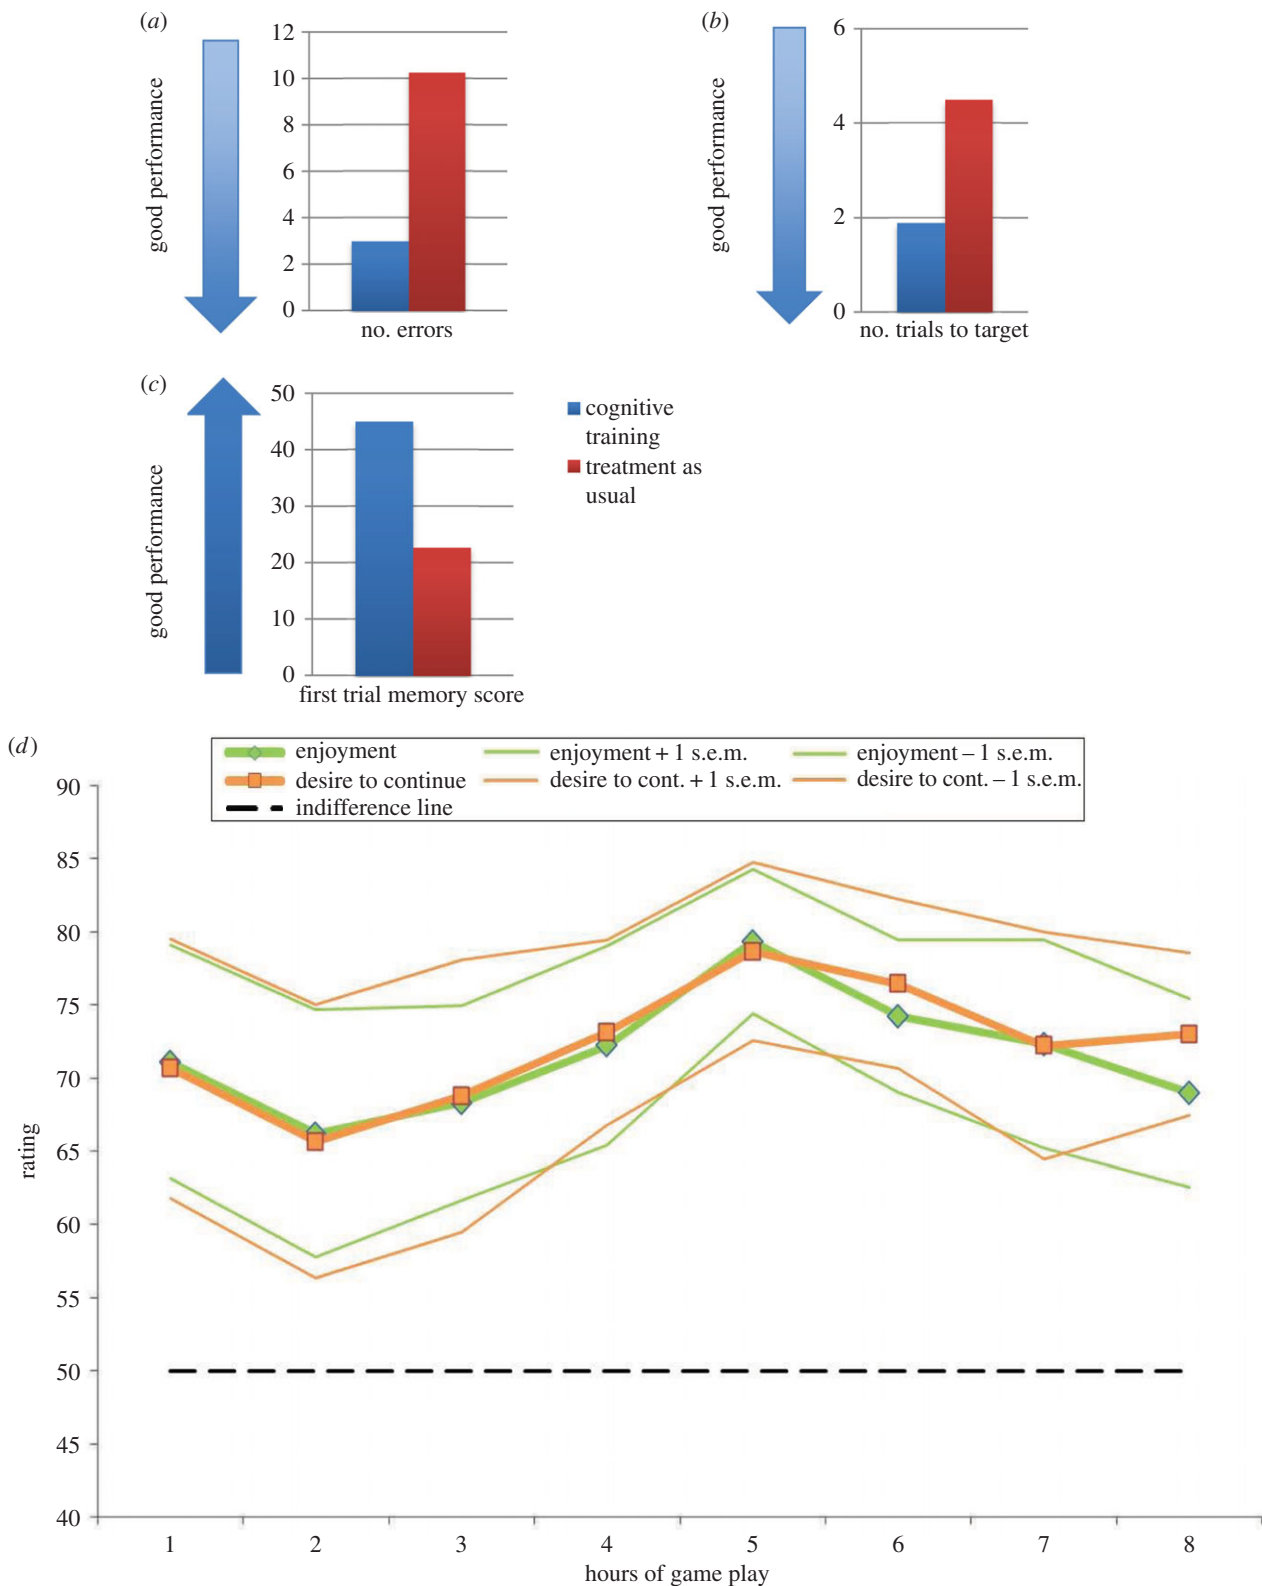 (a)
good performance
12
10
8
6
4
2
0
no. errors
(b)
good performance
6
4
2
0
no. trials to target
(c)
good performance
50
40
30
20
10
0
first trial memory score
cognitive
training
treatment as
usual
(d)
enjoyment
enjoyment + 1 s.e.m.
enjoyment – 1 s.e.m.
desire to continue
desire to cont. + 1 s.e.m.
desire to cont. – 1 s.e.m.
indifference line
90
85
80
75
70
65
60
55
50
45
40
rating
1 2 3 4 5 6 7 8
hours of game play